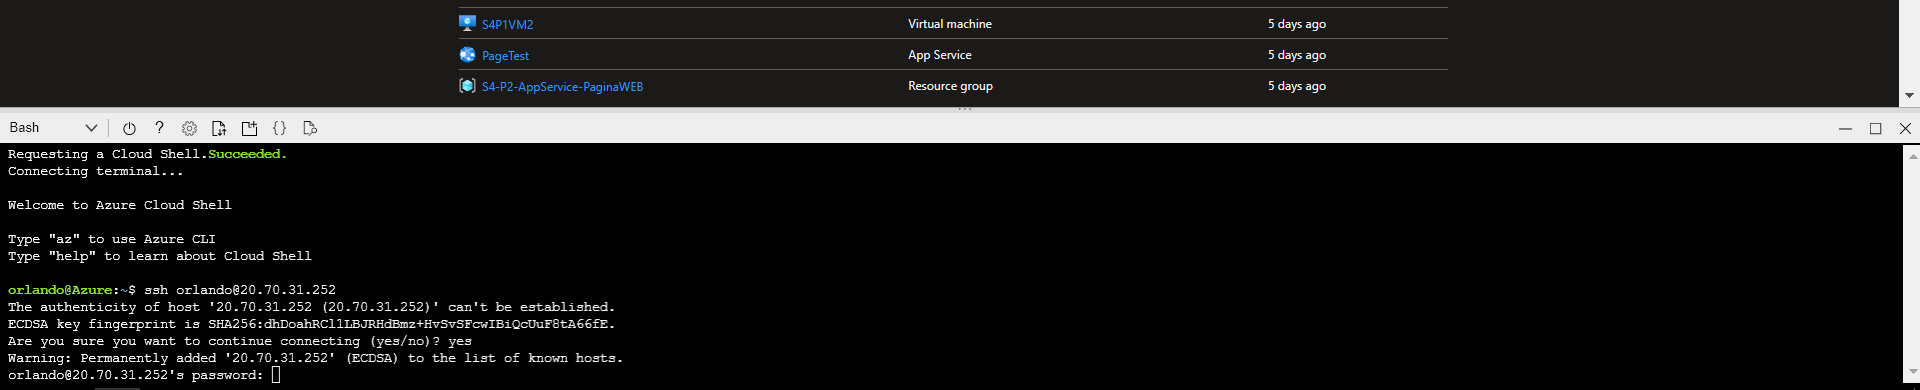 S4P1VM2 Virtual machine 5 days ago
PageTest App Service 5 days ago
S4-P2-AppService-PaginaWEB Resource group 5 days ago
Bash
Requesting a Cloud Shell.Succeeded.
Connecting terminal...
Welcome to Azure Cloud Shell
Type "az" to use Azure CLI
Type "help" to learn about Cloud Shell
orlando@Azure:~$ ssh orlando@20.70.31.252
The authenticity of host '20.70.31.252 (20.70.31.252)' can't be established.
ECDSA key fingerprint is SHA256:dhDoahRCl1LBJRHdBmz+HvSvSFcwIBiQcUuF8tA66fE.
Are you sure you want to continue connecting (yes/no)? yes
Warning: Permanently added '20.70.31.252' (ECDSA) to the list of known hosts.
orlando@20.70.31.252's password: